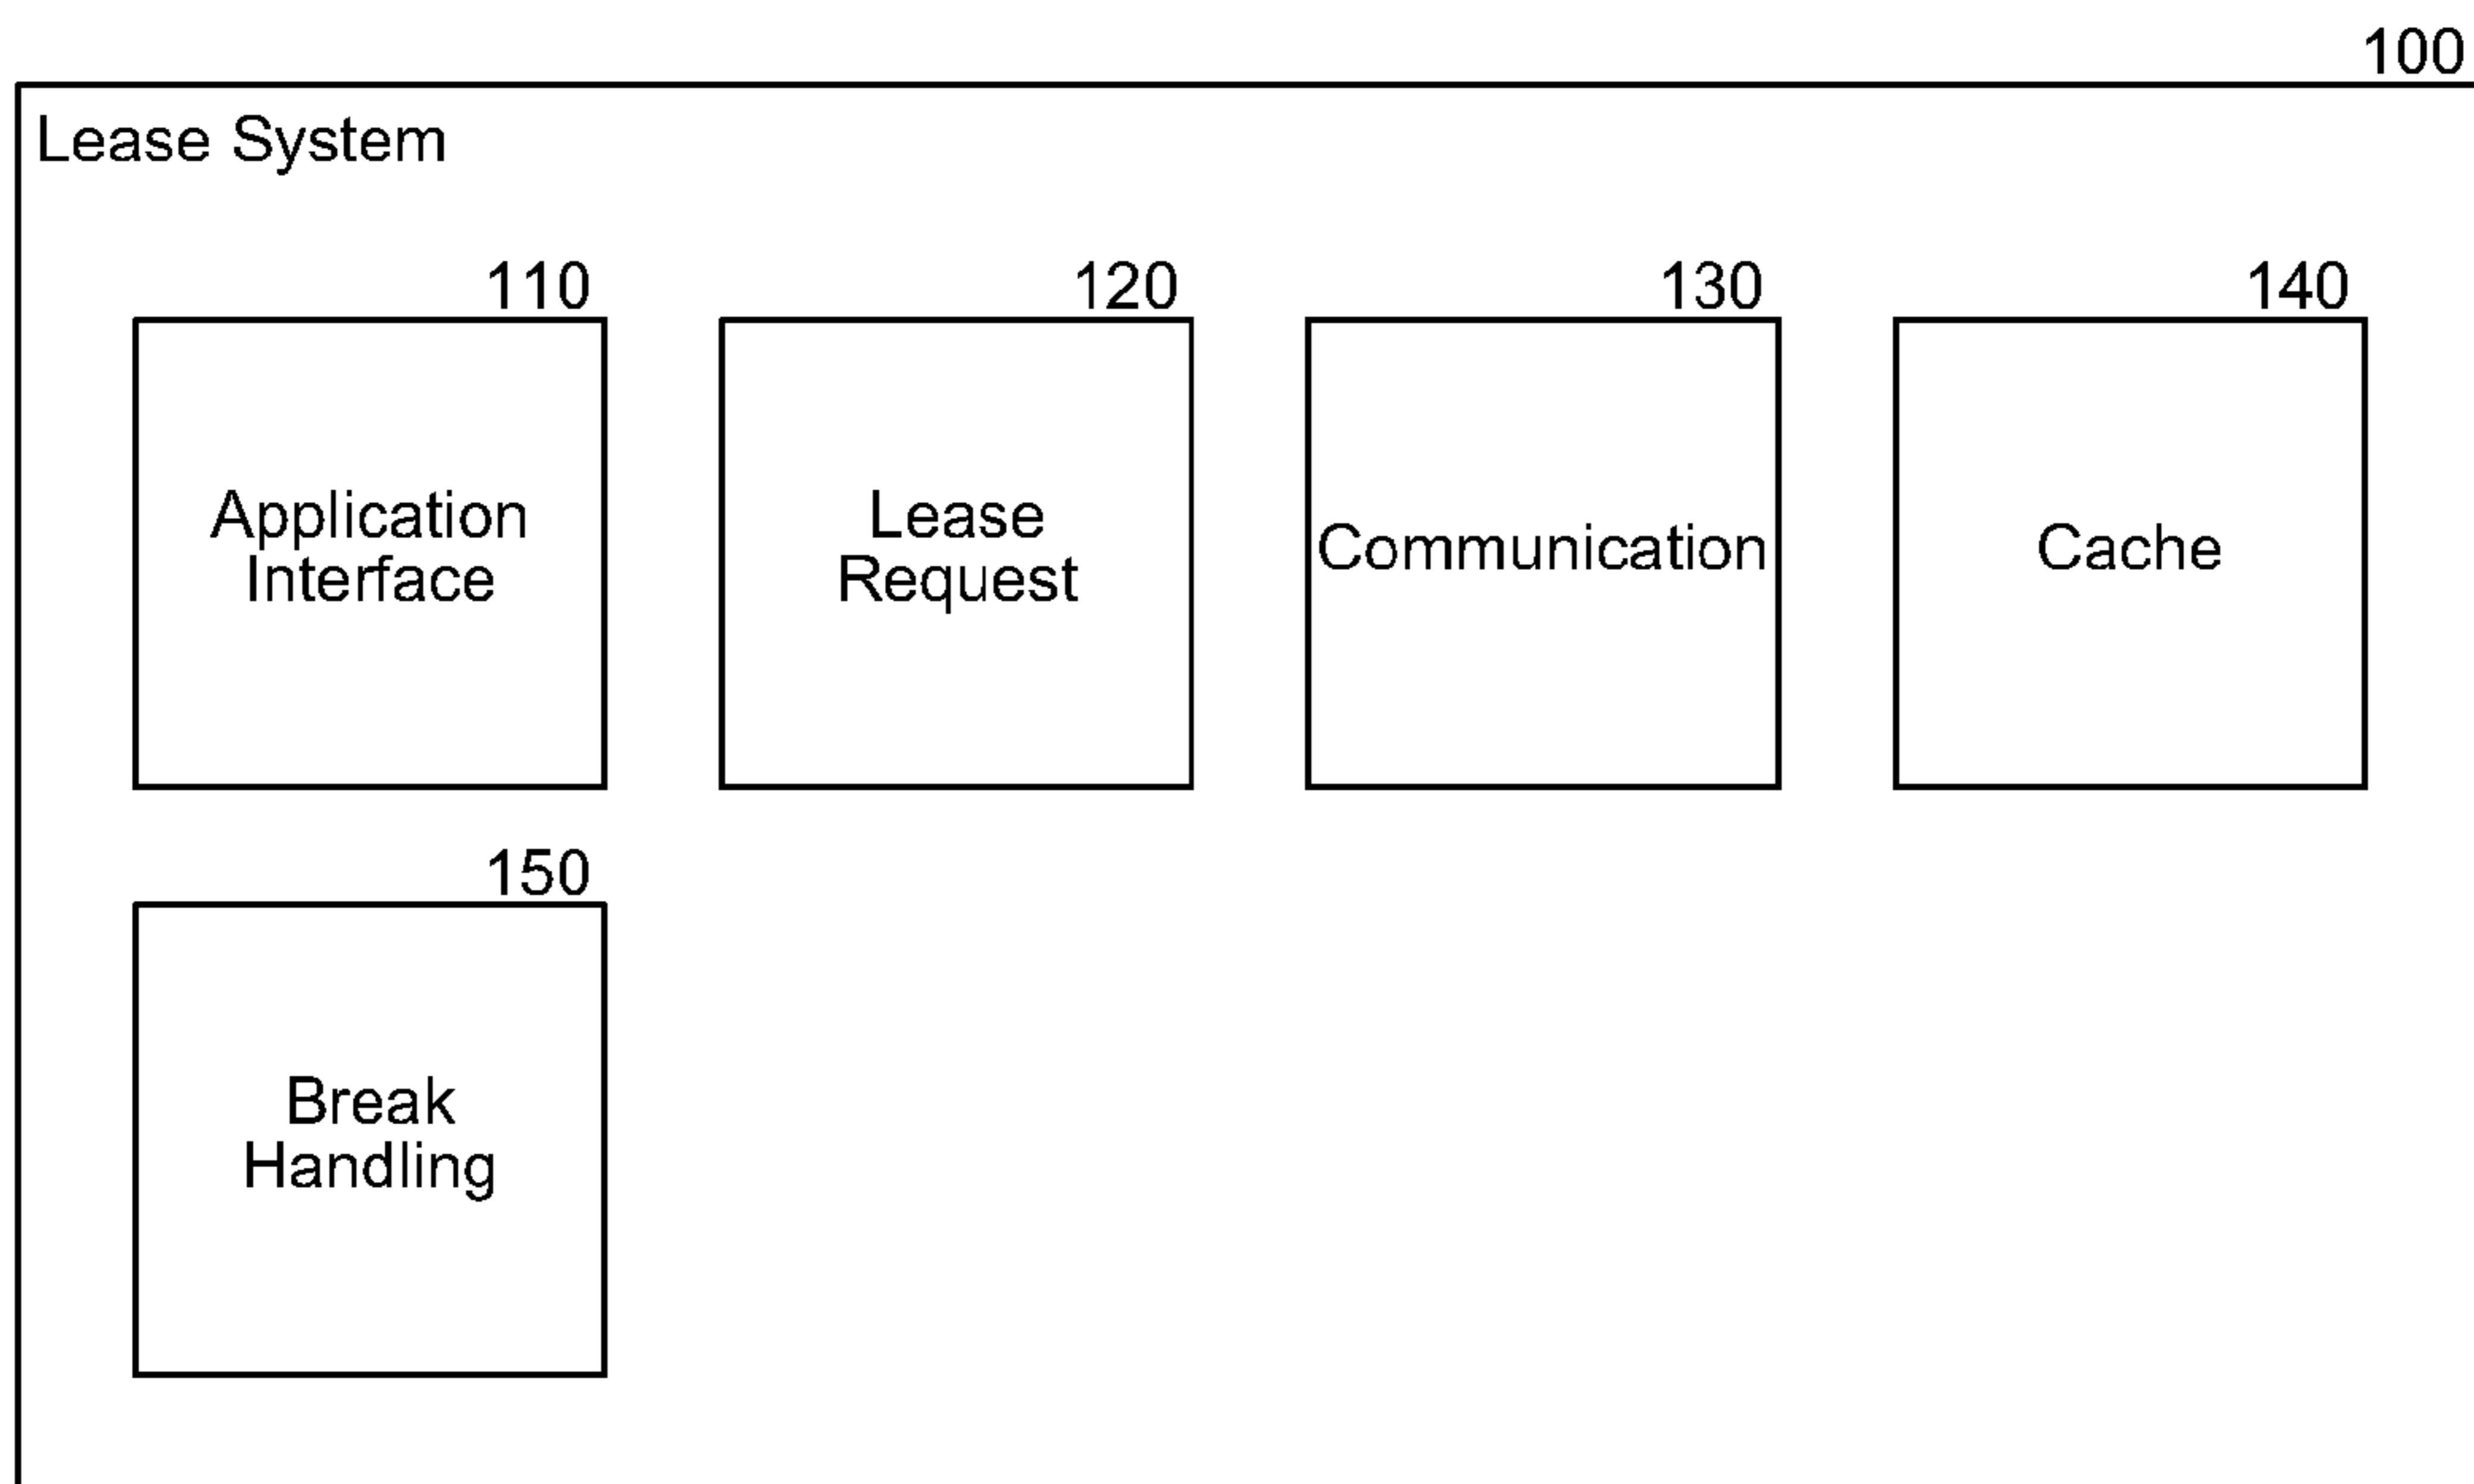 100
Lease System
110
120
130
140
Application
Interface
Lease
Request
Communication
Cache
150
Break
Handling